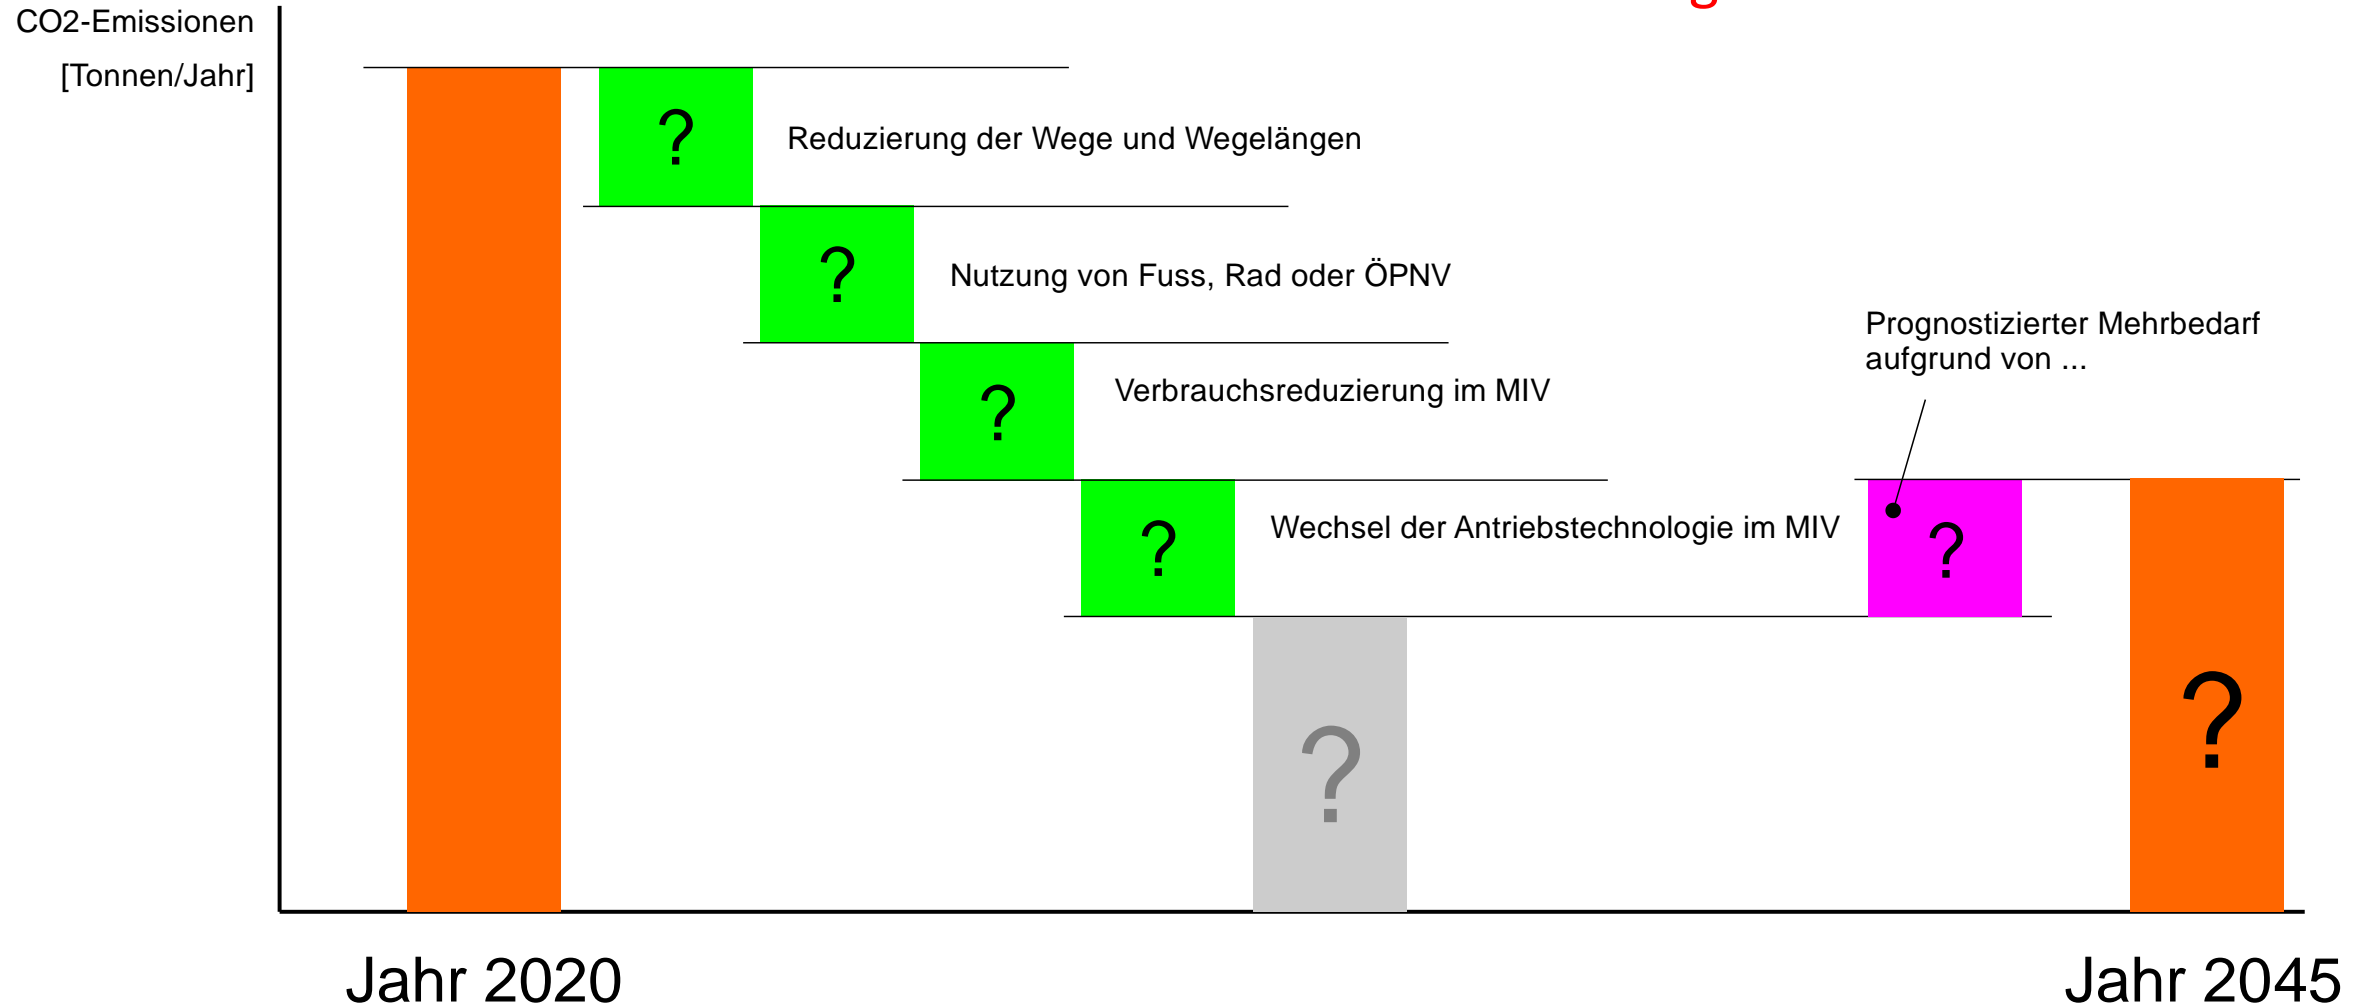 CO2-Emissionen
[Tonnen/Jahr]
?
Reduzierung der Wege und Wegelängen
?
Nutzung von Fuss, Rad oder ÖPNV
Prognostizierter Mehrbedarf
aufgrund von ...
?
Verbrauchsreduzierung im MIV
?
Wechsel der Antriebstechnologie im MIV
?
?
?
Jahr 2020
Jahr 2045